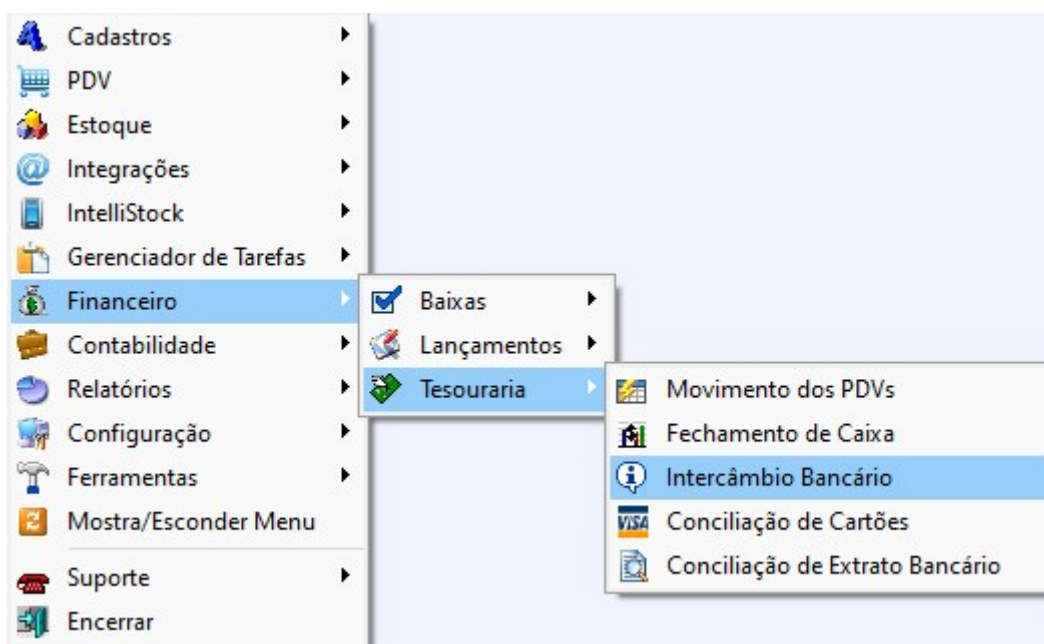 Cadastros
PDV
Estoque
Integrações
IntelliStock
Gerenciador de Tarefas
Financeiro
Contabilidade
Relatórios
Configuração
Ferramentas
Mostra/Esconder Menu
Suporte
Encerrar
Baixas
Lançamentos
Tesouraria
Movimento dos PDVs
Fechamento de Caixa
Intercâmbio Bancário
VISA Conciliação de Cartões
Conciliação de Extrato Bancário